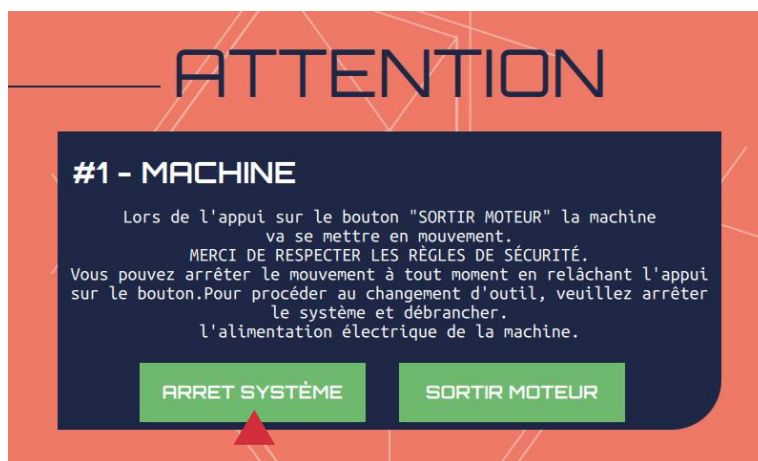 ATTENTION
#1 - MACHINE
Lors de l'appui sur le bouton "SORTIR MOTEUR" la machine
va se mettre en mouvement.
MERCI DE RESPECTER LES RÈGLES DE SÉCURITÉ.
Vous pouvez arrêter le mouvement à tout moment en relâchant l'appui
sur le bouton.Pour procéder au changement d'outil, veuillez arrêter
le système et débrancher.
l'alimentation électrique de la machine.
ARRET SYSTÈME
SORTIR MOTEUR